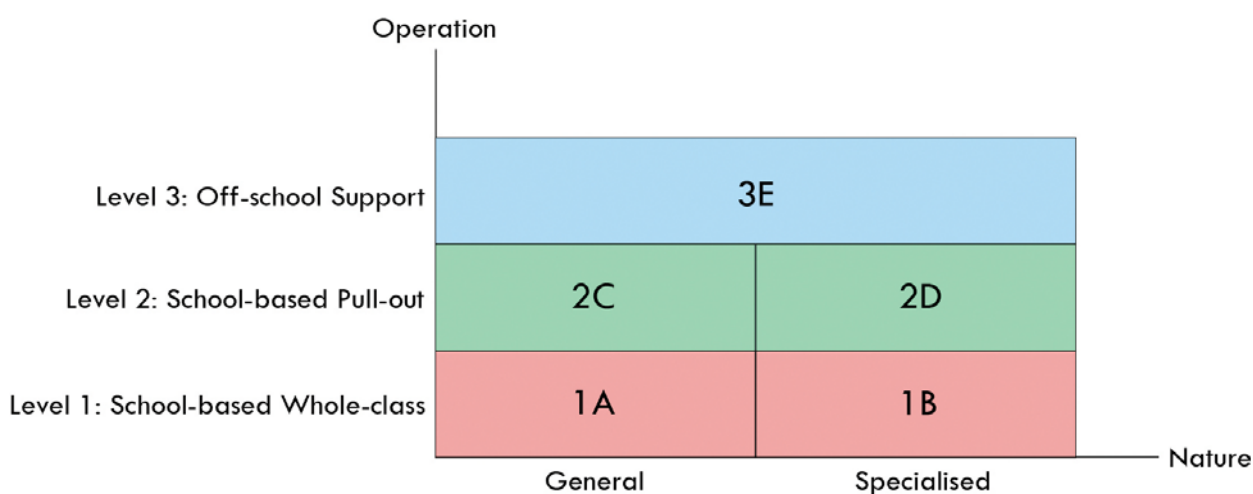 Operation
Level 3: Off-school Support
3E
Level 2: School-based Pull-out
2C
2D
Level 1: School-based Whole-class
1A
1B
Nature
General
Specialised